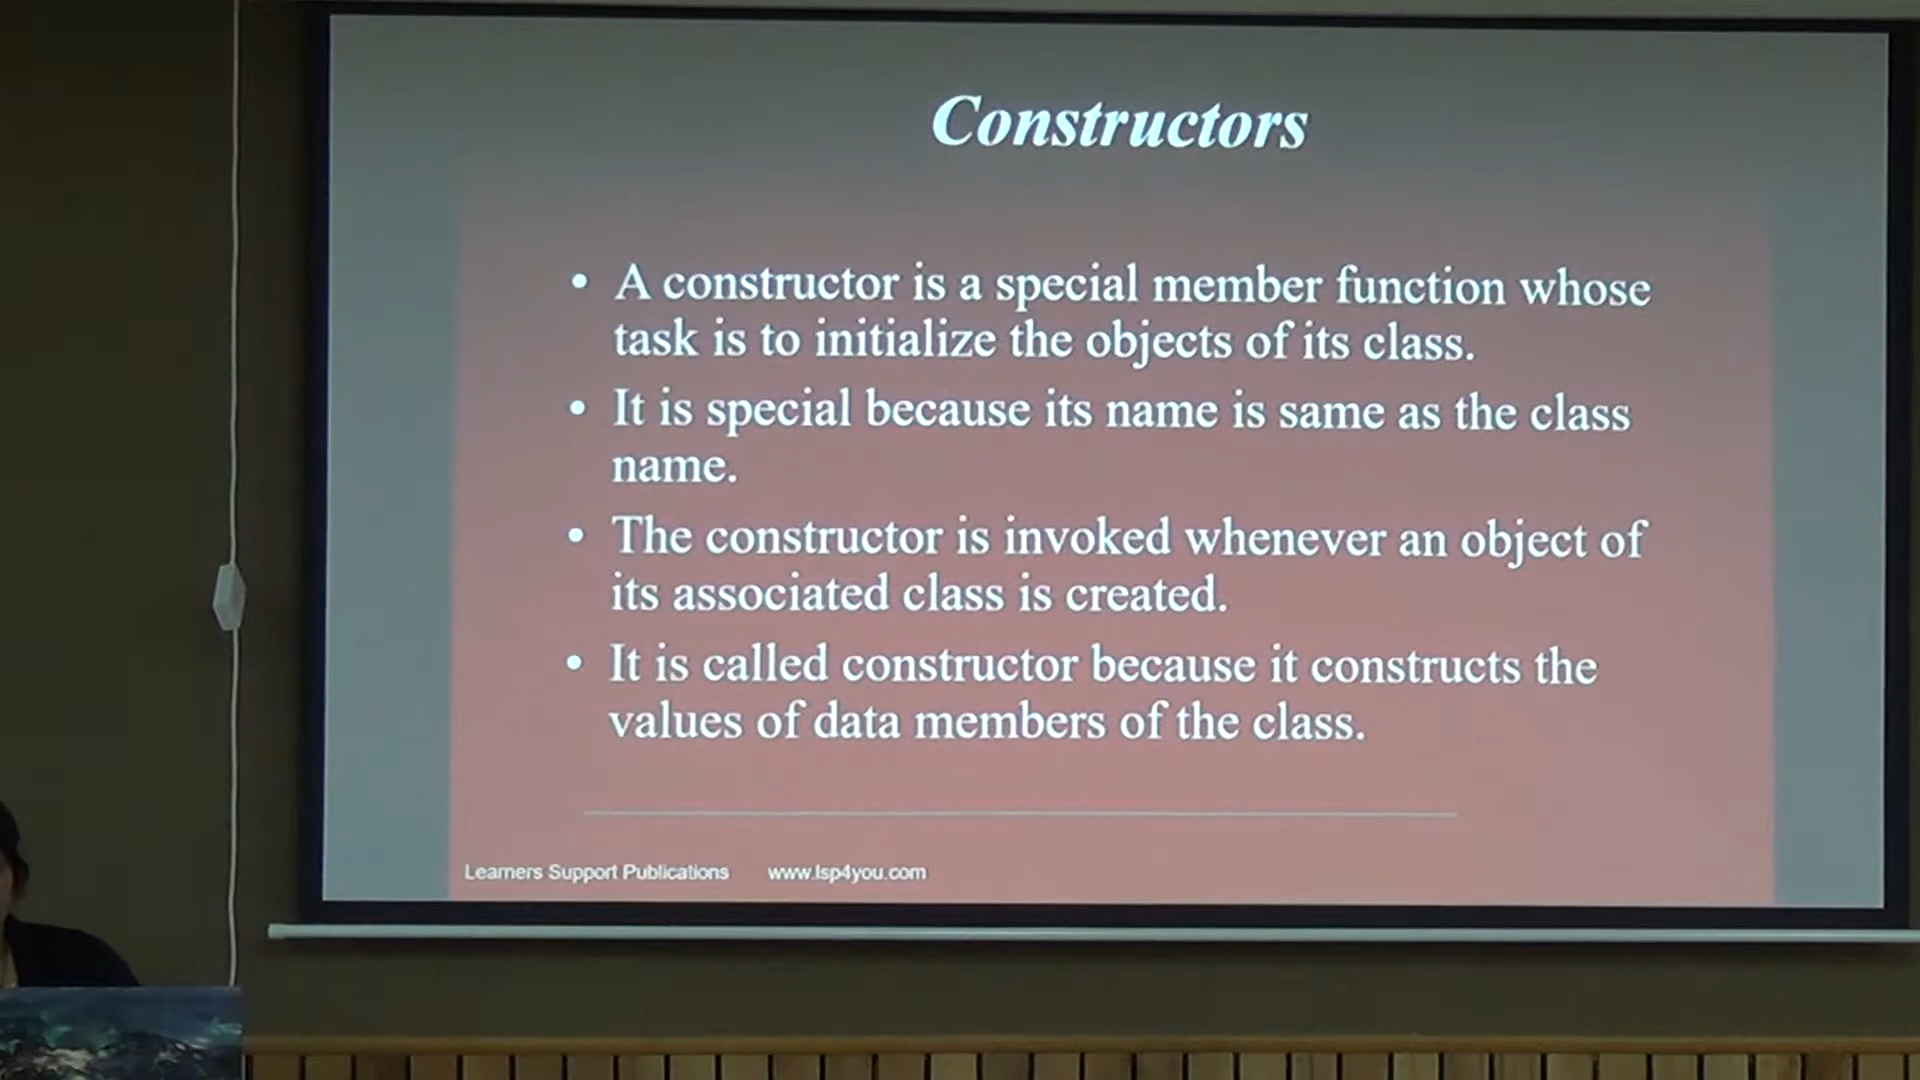 Constructors
• A constructor is a special member function whose
task is to initialize the objects of its class.
• It is special because its name is same as the class
name.
• The constructor is invoked whenever an object of
its associated class is created.
• It is called constructor because it constructs the
values of data members of the class.
Learners Support Publications www.lsp4you.com